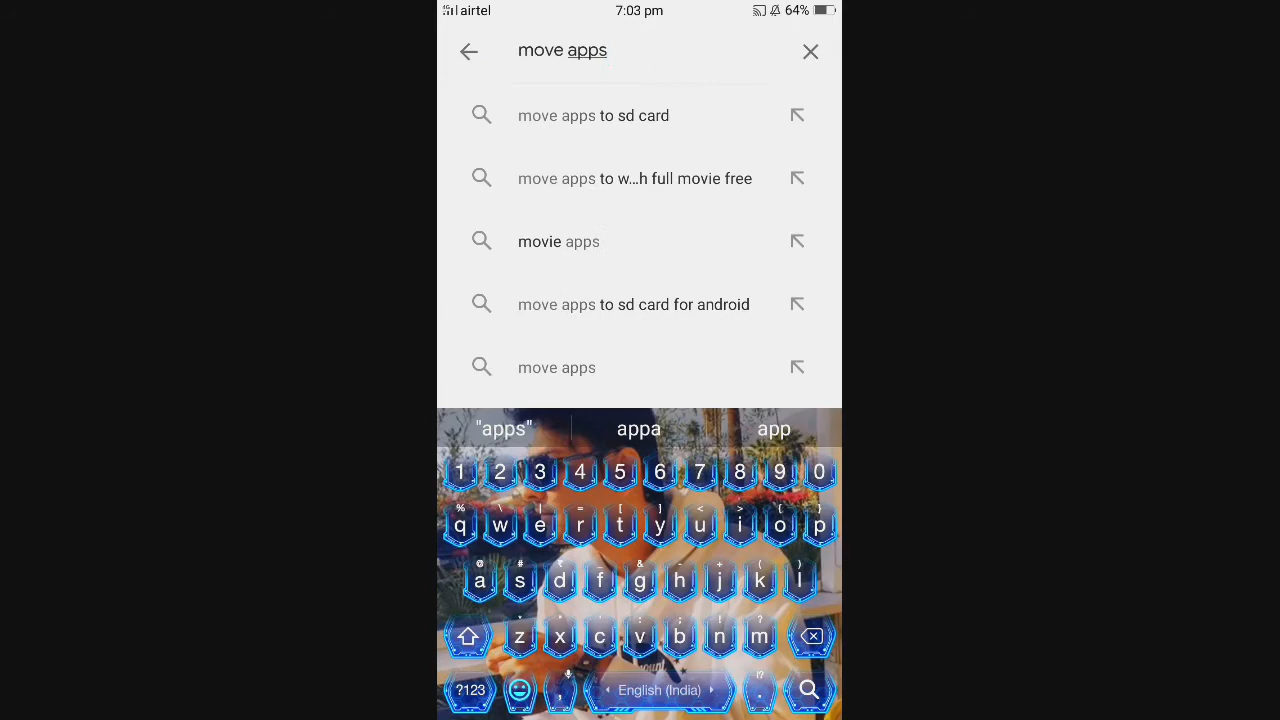 airtel 7:03 pm 64%
move apps
move apps to sd card
move apps to w...h full movie free
movie apps
move apps to sd card for android
move apps
"apps" appa app
1 2 3 4 5 6 7 8 9 0
% \ | = [ ] < > { }
q w e r t y u i o p
@ # ₹ _ & - + ( )
a s d f g h j k l
* " ' : ; ! ?
z x c v b n m
!?
?123 , English (India) .